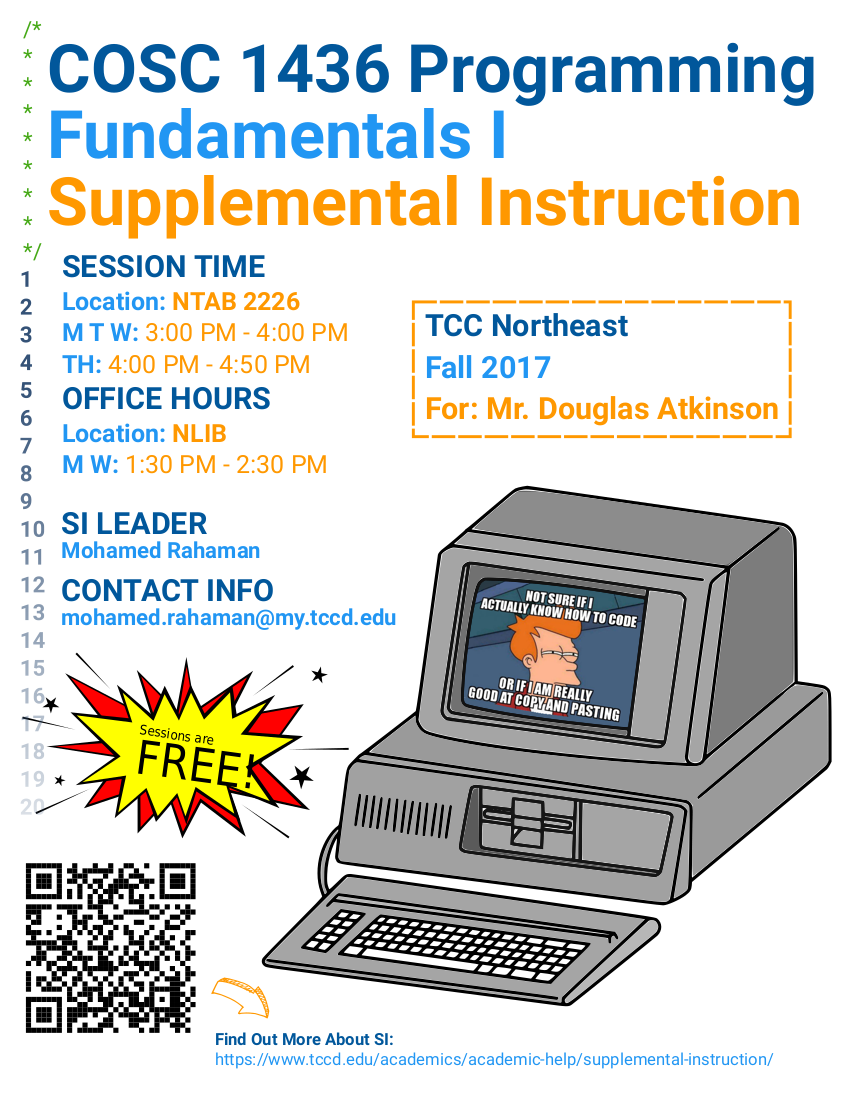 /*
*
*
*
*
*
*
*
*/
COSC 1436 Programming
Fundamentals I
Supplemental Instruction
1
2
3
4
5
6
7
8
9
10
11
12
13
14
15
16
17
18
19
20
SESSION TIME
Location: NTAB 2226
M T W: 3:00 PM - 4:00 PM
TH: 4:00 PM - 4:50 PM
OFFICE HOURS
Location: NLIB
M W: 1:30 PM - 2:30 PM
SI LEADER
Mohamed Rahaman
CONTACT INFO
mohamed.rahaman@my.tccd.edu
TCC Northeast
Fall 2017
For: Mr. Douglas Atkinson
NOT SURE IF I
ACTUALLY KNOW HOW TO CODE
OR IF I AM REALLY
GOOD AT COPY AND PASTING
Sessions are
FREE!
Find Out More About SI:
https://www.tccd.edu/academics/academic-help/supplemental-instruction/